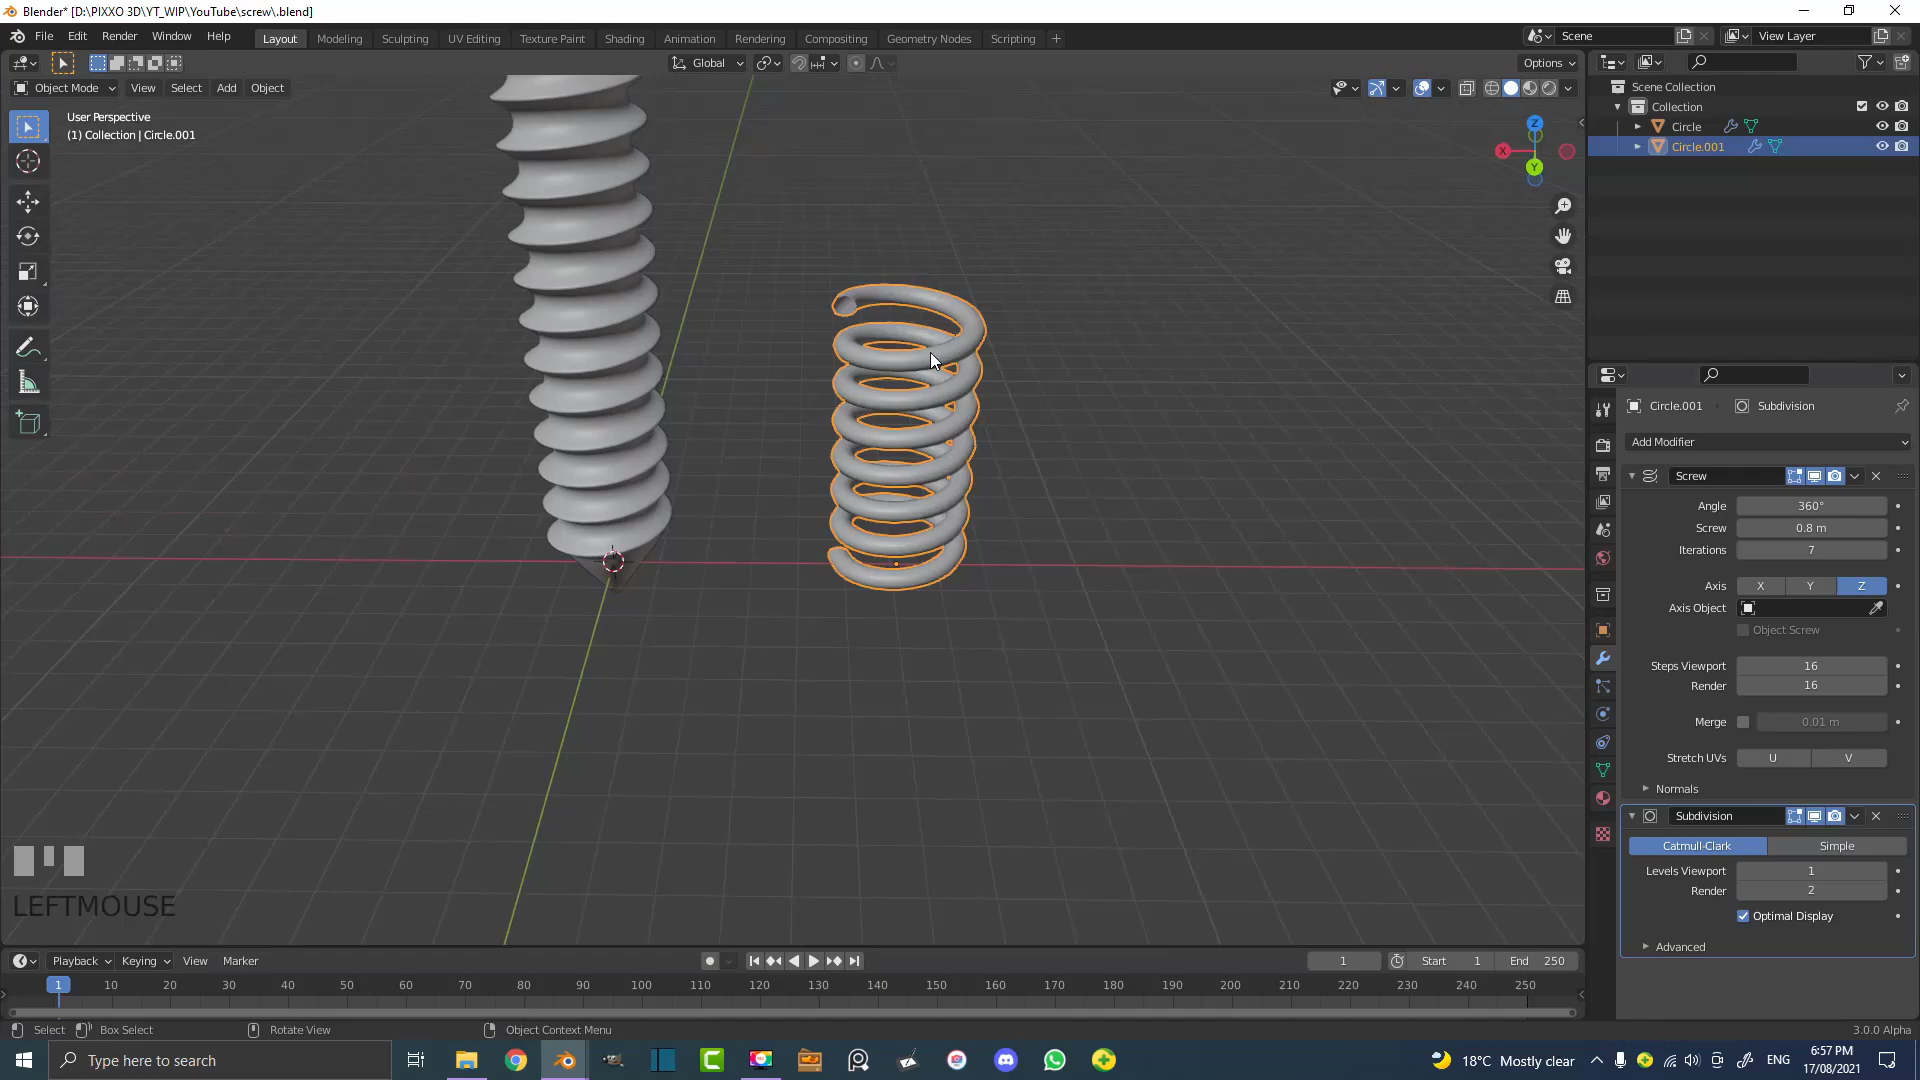 Blender* [D:\PIXXO 3D\YT_WIP\YouTube\screw\.blend]
File Edit Render Window Help Layout Modeling Sculpting UV Editing Texture Paint Shading Animation Rendering Compositing Geometry Nodes Scripting + Scene View Layer
Global Options
Object Mode View Select Add Object
User Perspective
(1) Collection | Circle.001
Z
X
Y
Scene Collection
Collection
Circle
Circle.001
Circle.001 Subdivision
Add Modifier
Screw
Angle 360°
Screw 0.8 m
Iterations 7
Axis X Y Z
Axis Object
Object Screw
Steps Viewport 16
Render 16
Merge 0.01 m
Stretch UVs U V
Normals
Subdivision
Catmull-Clark Simple
Levels Viewport 1
Render 2
Optimal Display
Advanced
LEFTMOUSE
Playback Keying View Marker 1 Start 1 End 250
1 10 20 30 40 50 60 70 80 90 100 110 120 130 140 150 160 170 180 190 200 210 220 230 240 250
Select Box Select Rotate View Object Context Menu 3.0.0 Alpha
Type here to search 18°C Mostly clear ENG
6:57 PM
17/08/2021